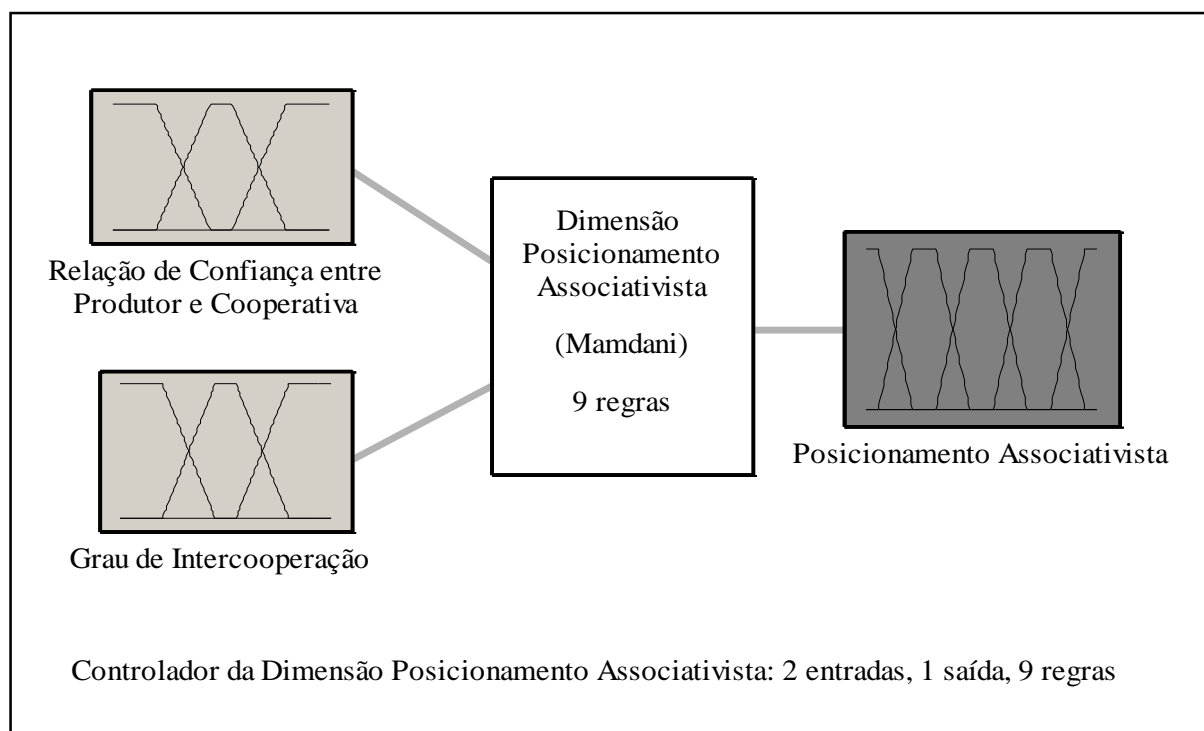 Relação de Confiança entre
Produtor e Cooperativa
Grau de Intercooperação
Dimensão
Posicionamento
Associativista
(Mamdani)
9 regras
Posicionamento Associativista
Controlador da Dimensão Posicionamento Associativista: 2 entradas, 1 saída, 9 regras